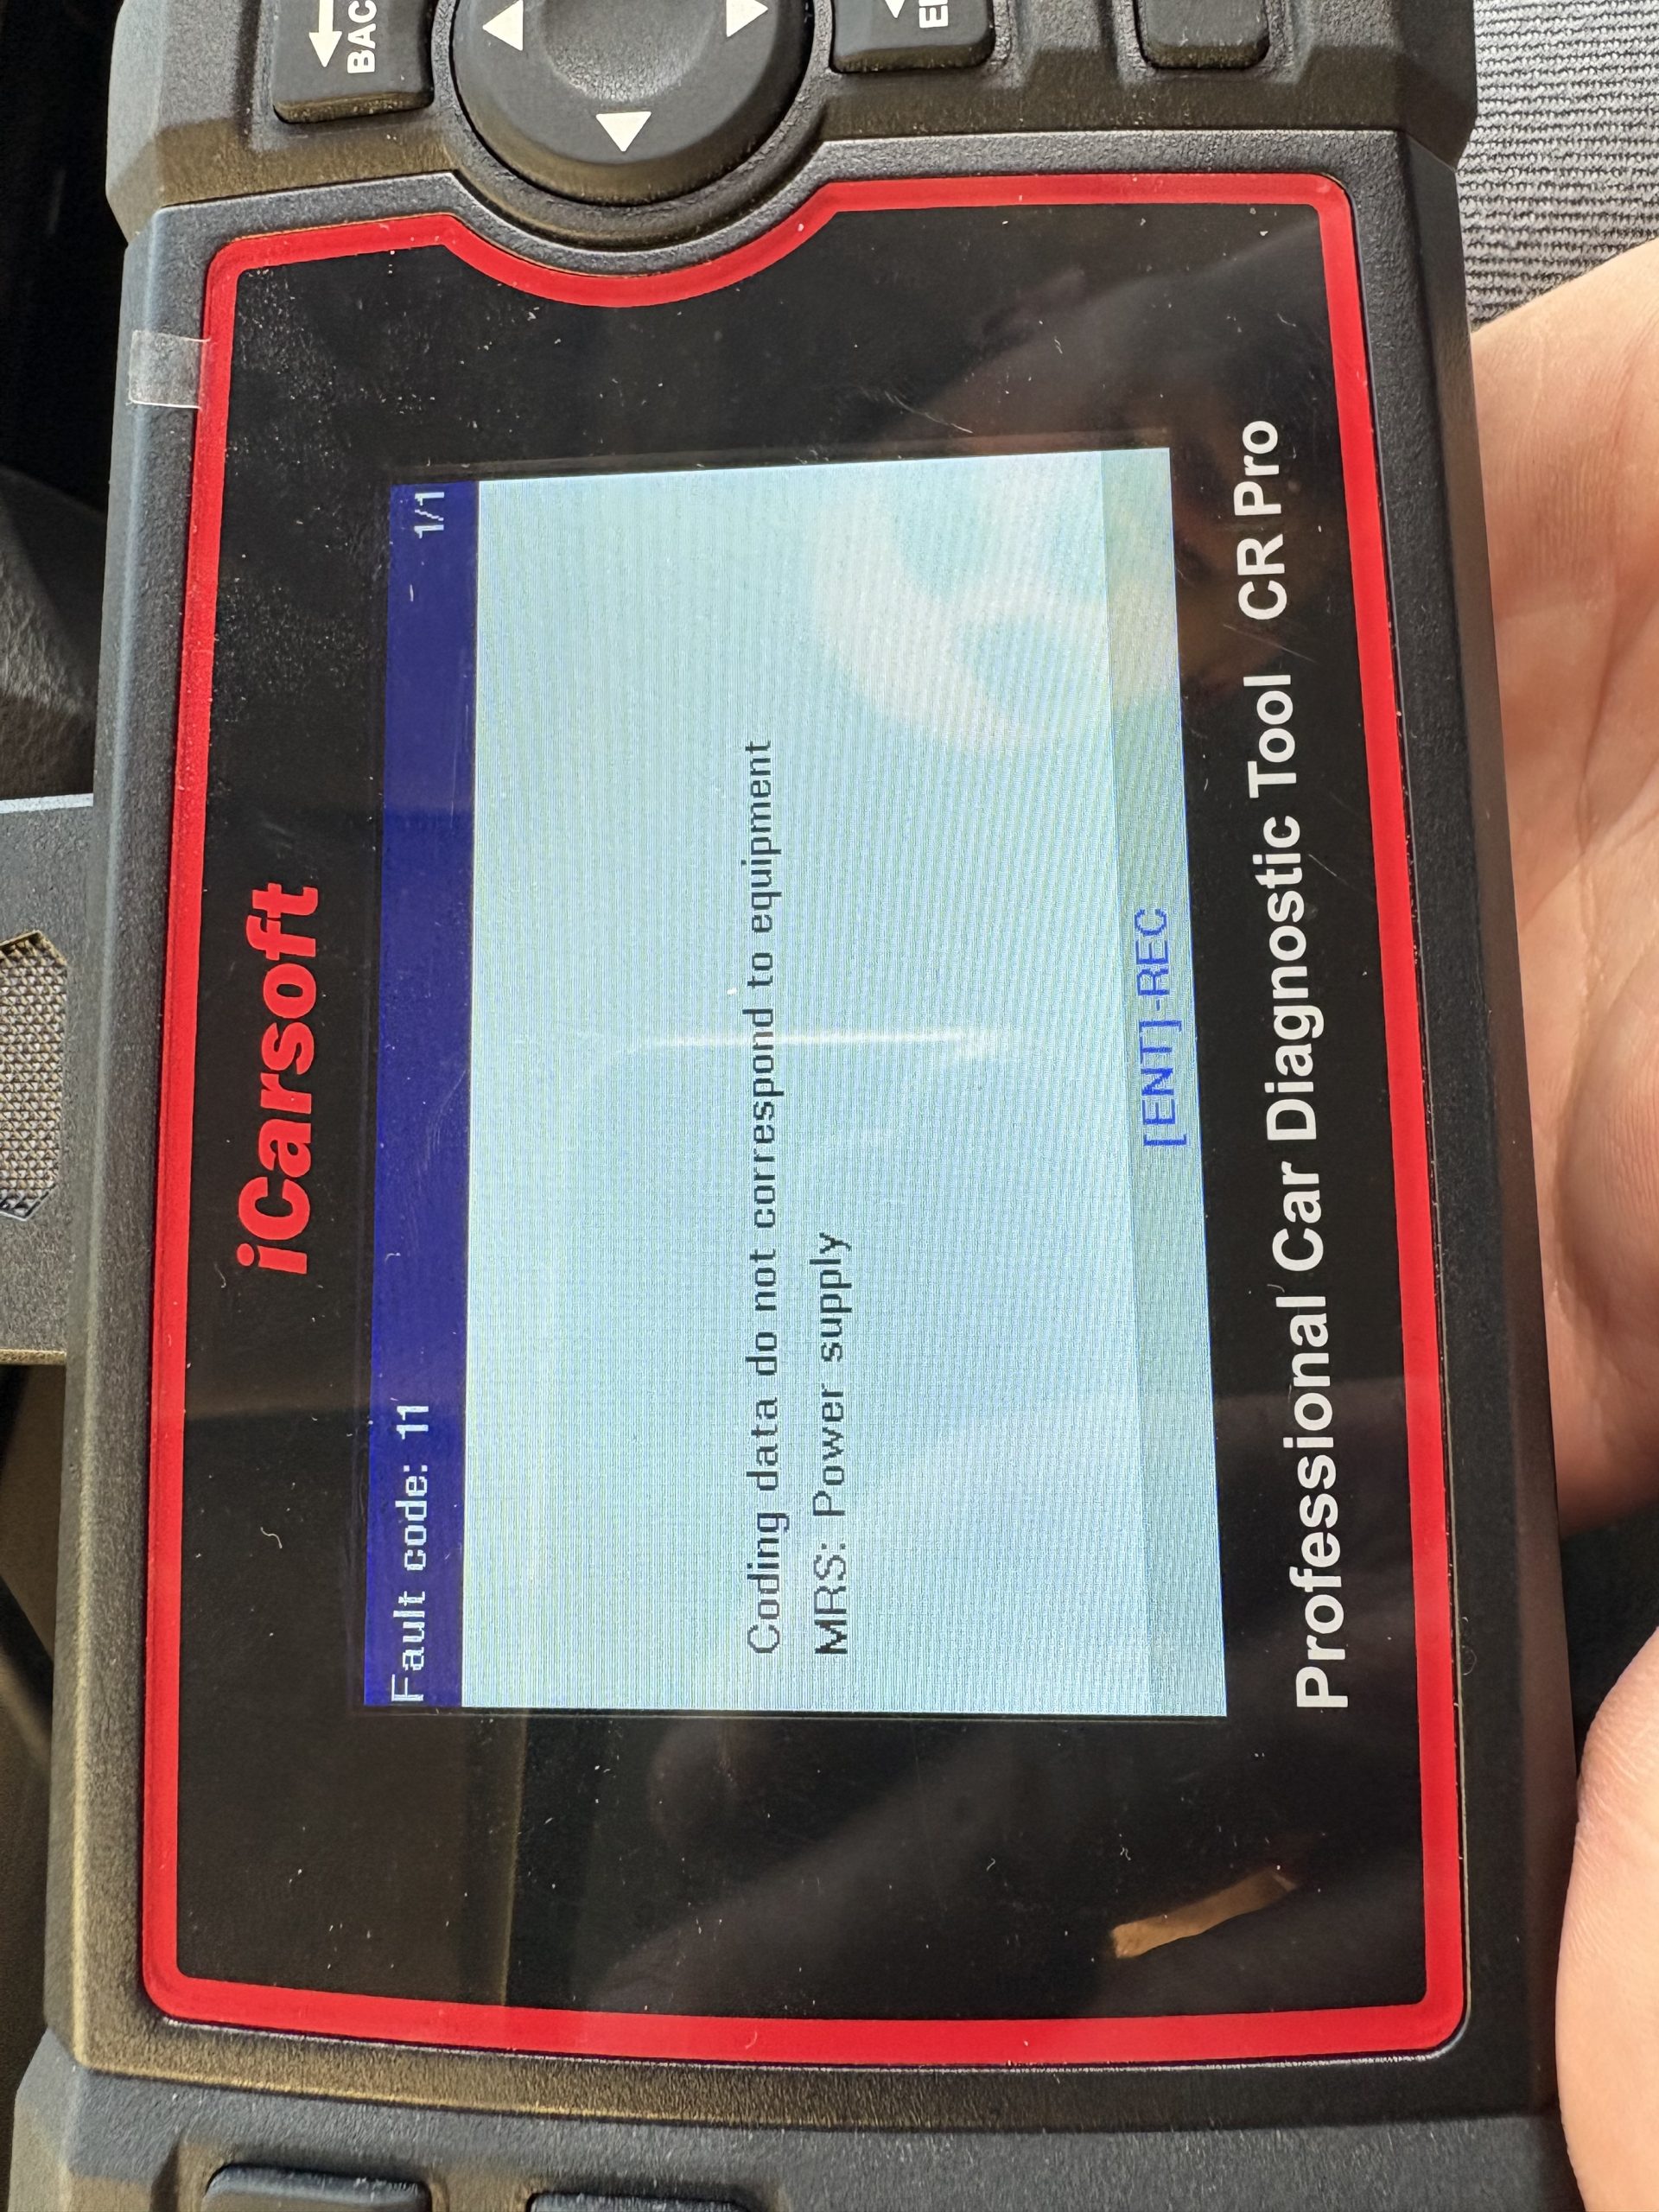 iCarsoft
Fault code: 11 1/1
Coding data do not correspond to equipment
MRS: Power supply
[ENT]-REC
Professional Car Diagnostic Tool CR Pro